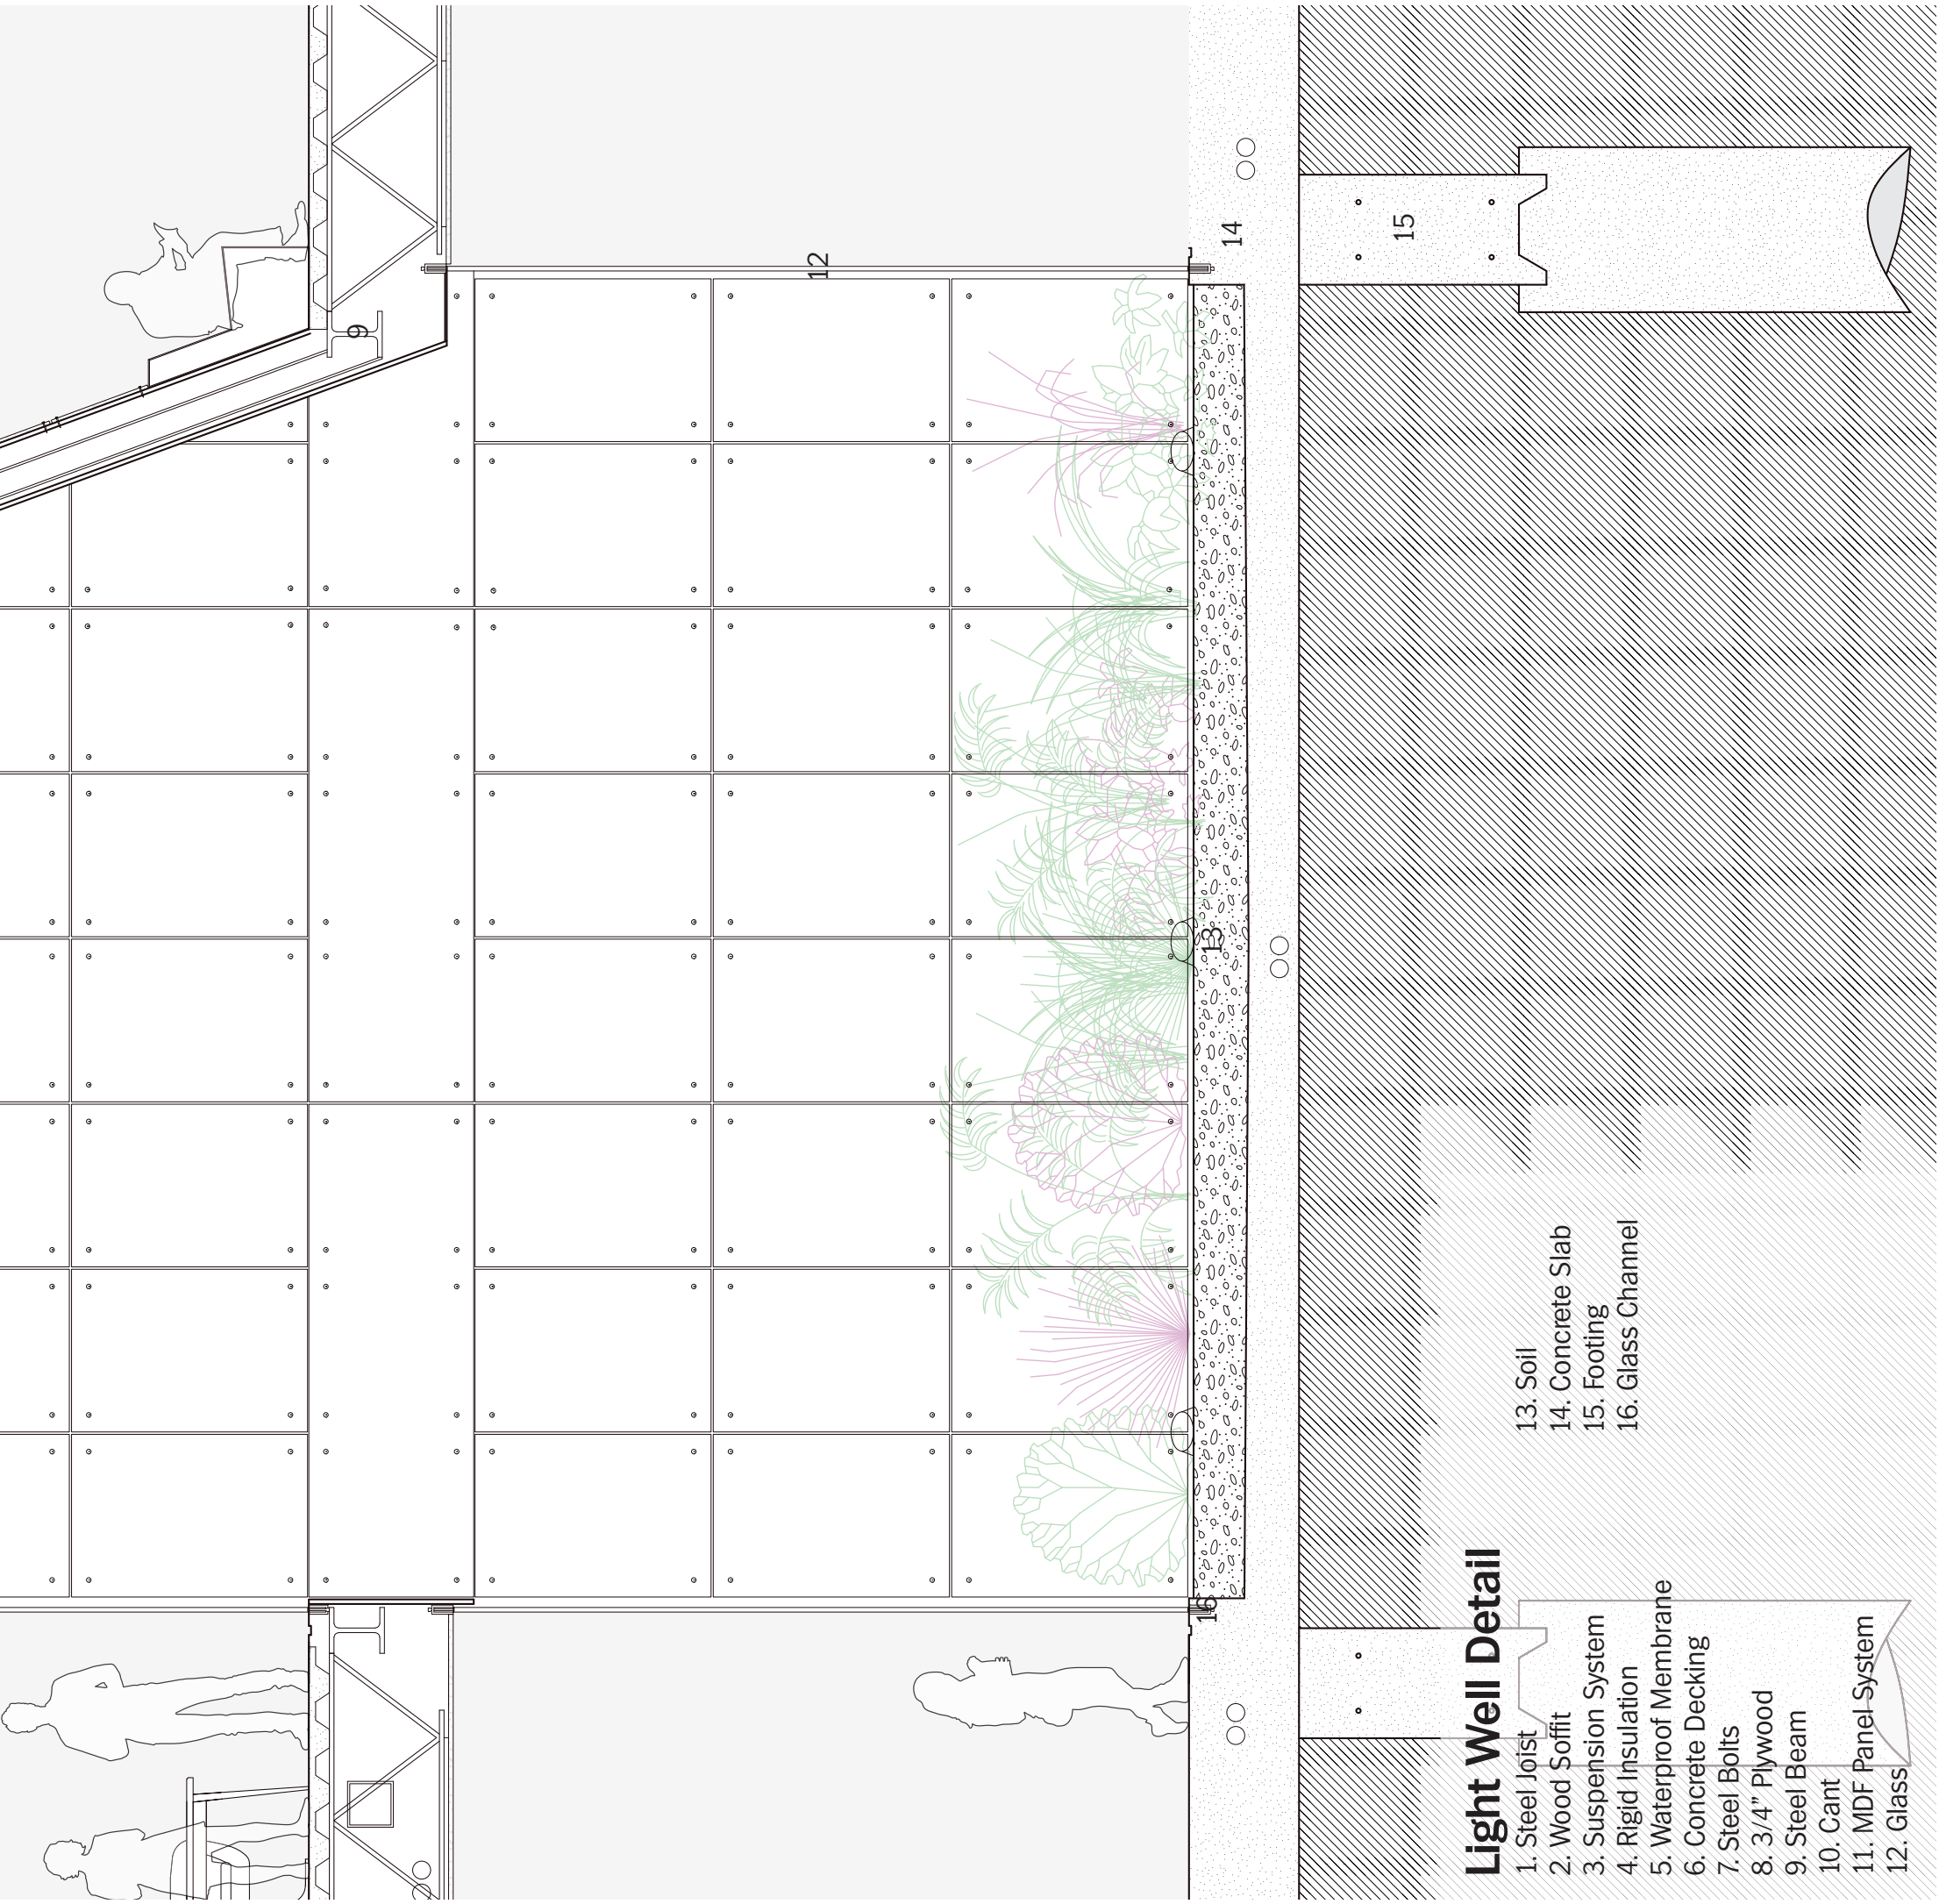 9
12
14
15
13
16
Light Well Detail
1. Steel Joist
2. Wood Soffit
3. Suspension System
4. Rigid Insulation
5. Waterproof Membrane
6. Concrete Decking
7. Steel Bolts
8. 3/4” Plywood
9. Steel Beam
10. Cant
11. MDF Panel System
12. Glass
13. Soil
14. Concrete Slab
15. Footing
16. Glass Channel